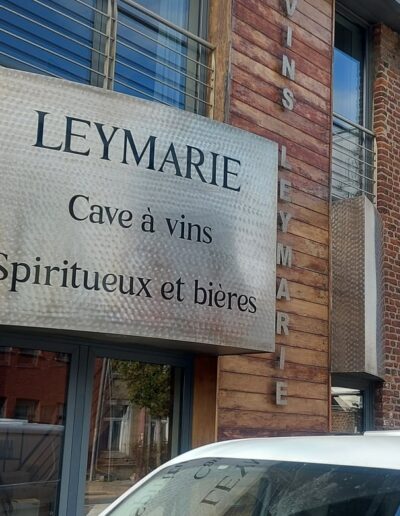 LEYMARIE
Cave à vins
Spiritueux et bières
VINS LEYMARIE